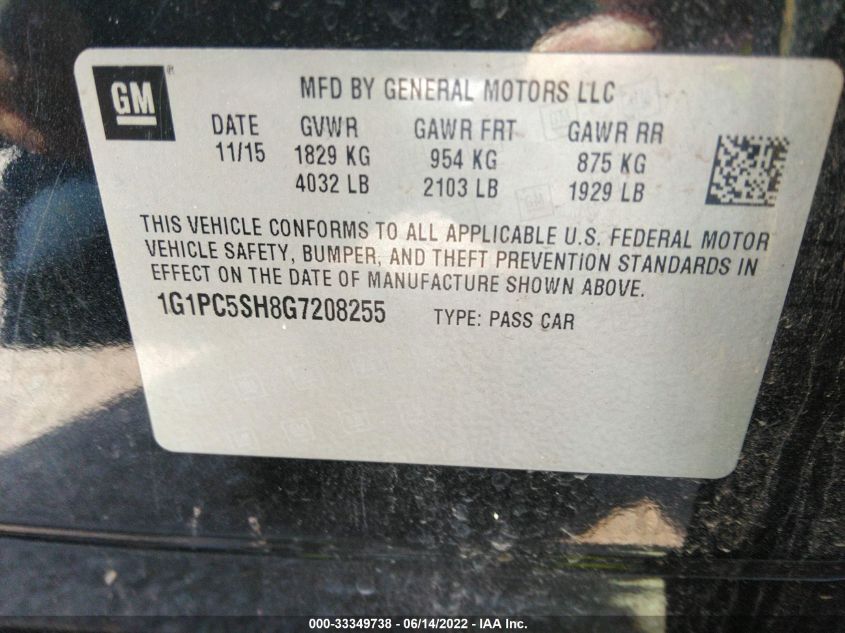 GM®
MFD BY GENERAL MOTORS LLC
DATE GVWR GAWR FRT GAWR RR
11/15 1829 KG 954 KG 875 KG
4032 LB 2103 LB 1929 LB
THIS VEHICLE CONFORMS TO ALL APPLICABLE U.S. FEDERAL MOTOR
VEHICLE SAFETY, BUMPER, AND THEFT PREVENTION STANDARDS IN
EFFECT ON THE DATE OF MANUFACTURE SHOWN ABOVE.
1G1PC5SH8G7208255 TYPE: PASS CAR
000-33349738 - 06/14/2022 - IAA Inc.